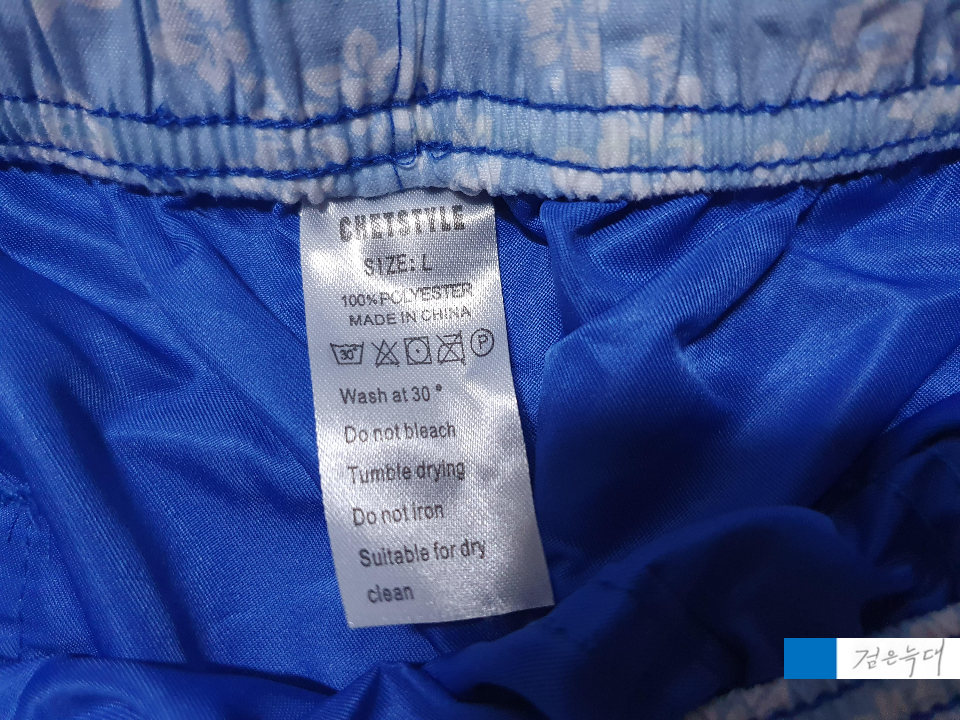 CHETSTYLE
SIZE: L
100% POLYESTER
MADE IN CHINA
30° P
Wash at 30°
Do not bleach
Tumble drying
Do not iron
Suitable for dry
clean
검은늑대